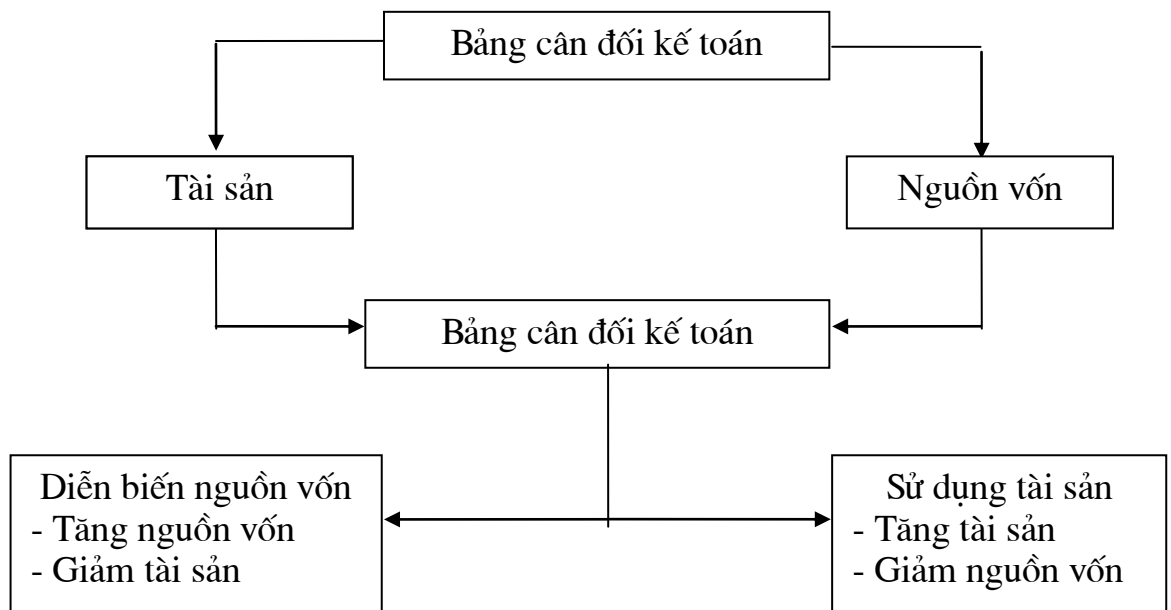 Bảng cân đối kế toán
Tài sản
Nguồn vốn
Bảng cân đối kế toán
Diễn biến nguồn vốn
- Tăng nguồn vốn
- Giảm tài sản
Sử dụng tài sản
- Tăng tài sản
- Giảm nguồn vốn